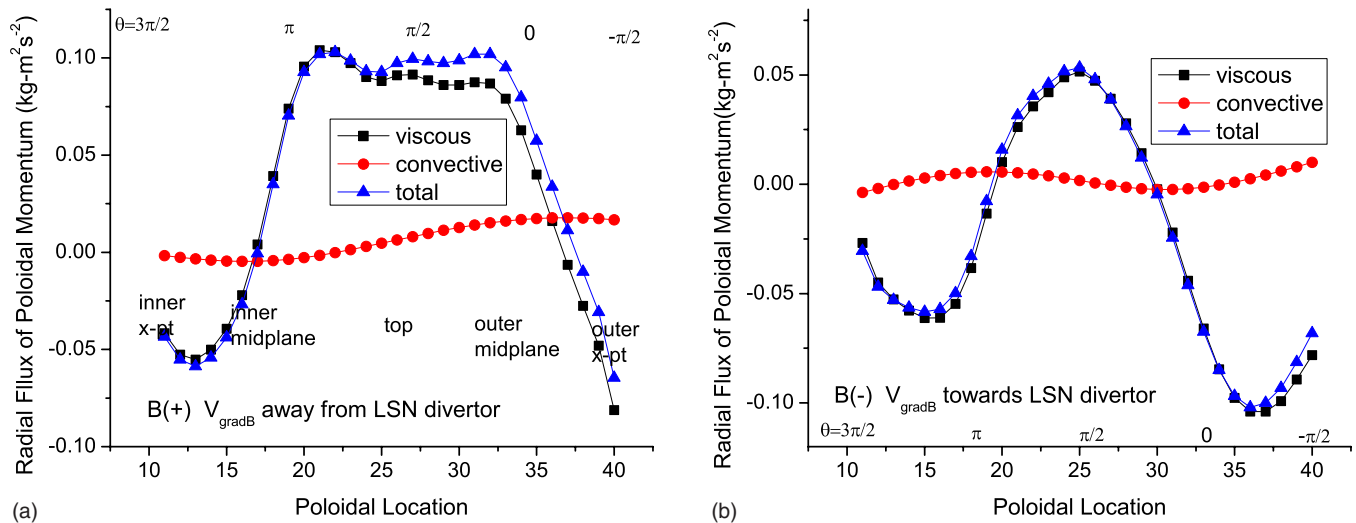 θ=3π/2
π
π/2
0
-π/2
Radial Fllux of Poloidal Momentum (kg-m²s⁻²)
0.10
0.05
0.00
-0.05
-0.10
viscous
convective
total
inner
x-pt
inner
midplane
top
outer
midplane
outer
x-pt
B(+) V_gradB away from LSN divertor
10 15 20 25 30 35 40
Poloidal Location
(a)
Radial Flux of Poloidal Momentum(kg-m²s⁻²)
0.05
0.00
-0.05
-0.10
viscous
convective
total
B(-) V_gradB towards LSN divertor
θ=3π/2
π
π/2
0
-π/2
10 15 20 25 30 35 40
Poloidal Location
(b)